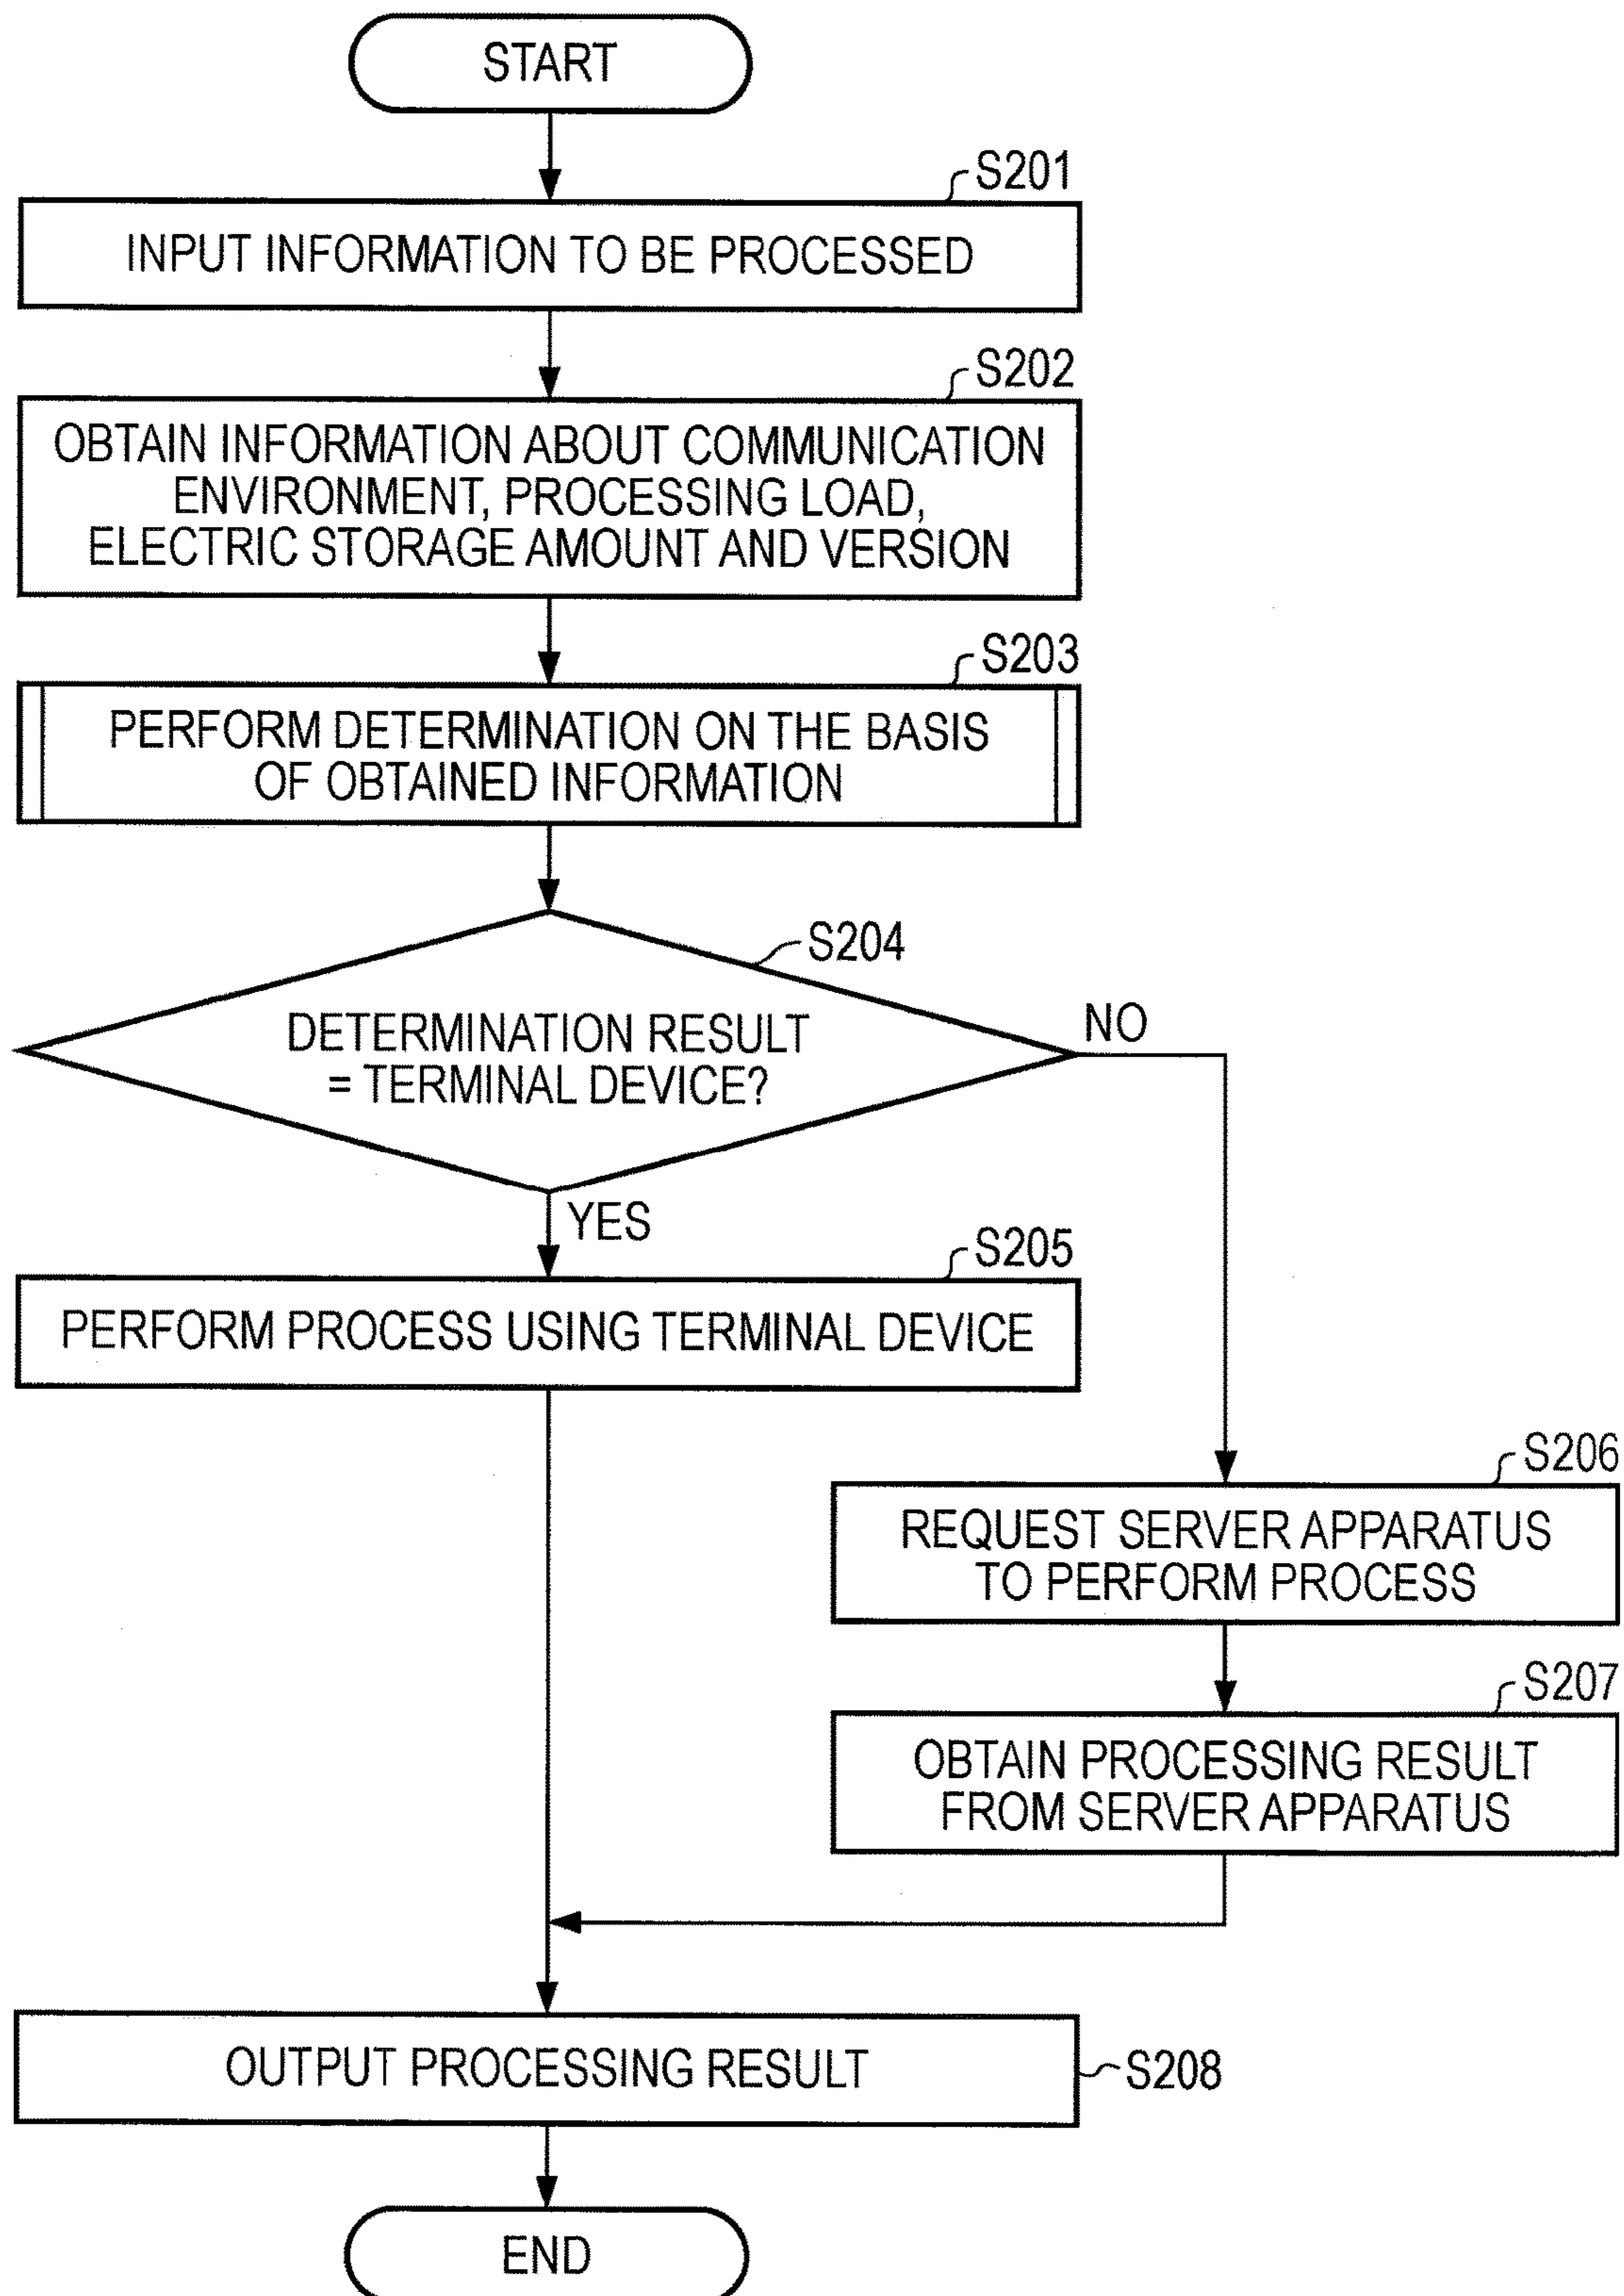 START
S201
INPUT INFORMATION TO BE PROCESSED
S202
OBTAIN INFORMATION ABOUT COMMUNICATION
ENVIRONMENT, PROCESSING LOAD,
ELECTRIC STORAGE AMOUNT AND VERSION
S203
PERFORM DETERMINATION ON THE BASIS
OF OBTAINED INFORMATION
S204
DETERMINATION RESULT
= TERMINAL DEVICE?
NO
YES
S205
PERFORM PROCESS USING TERMINAL DEVICE
S206
REQUEST SERVER APPARATUS
TO PERFORM PROCESS
S207
OBTAIN PROCESSING RESULT
FROM SERVER APPARATUS
OUTPUT PROCESSING RESULT
S208
END